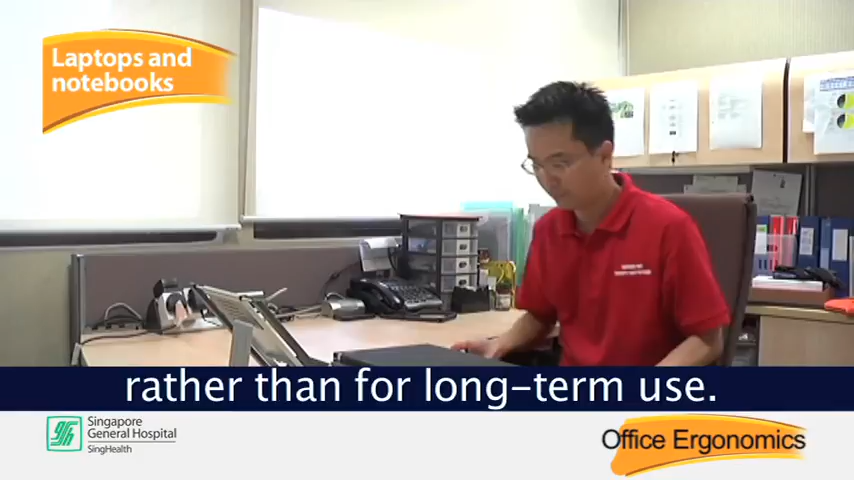 Laptops and
notebooks
rather than for long-term use.
Singapore
General Hospital
SingHealth
Office Ergonomics